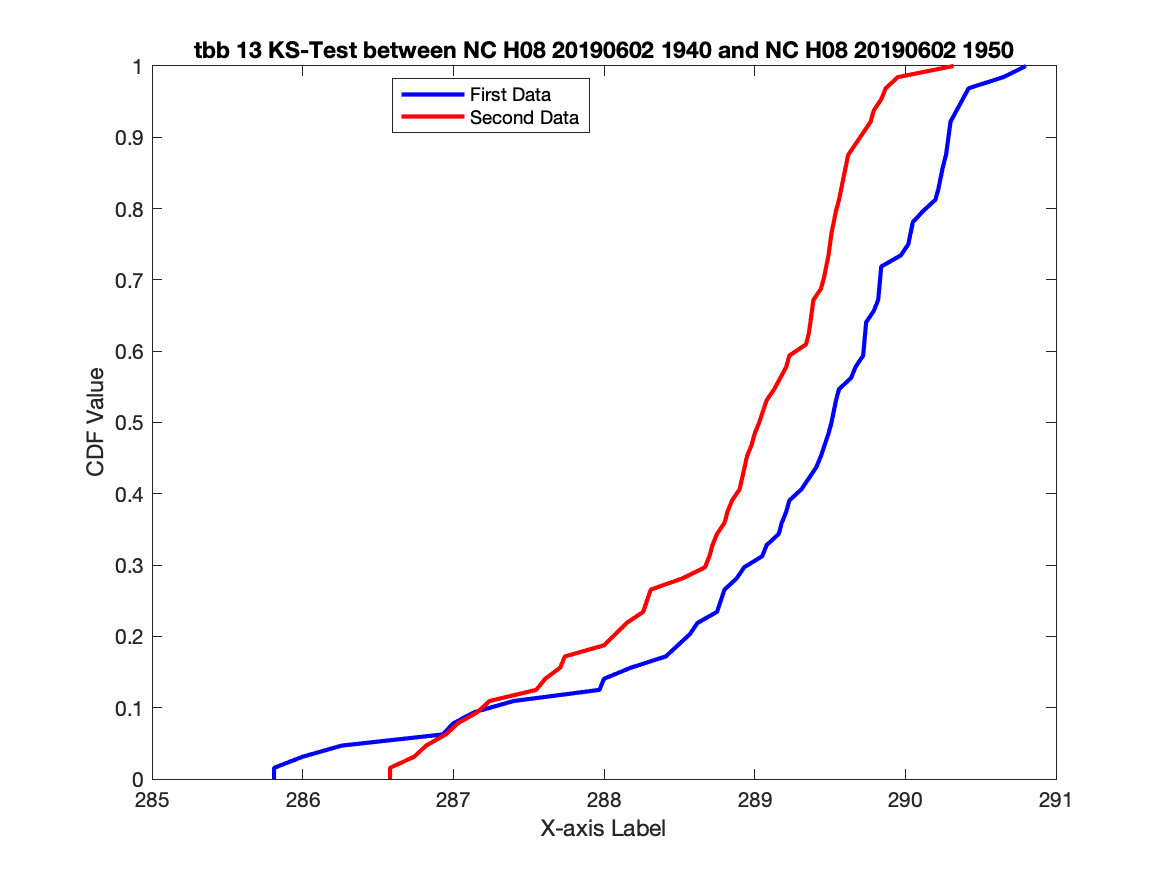 tbb 13 KS-Test between NC H08 20190602 1940 and NC H08 20190602 1950
First Data
Second Data
1
0.9
0.8
0.7
0.6
0.5
0.4
0.3
0.2
0.1
0
CDF Value
285 286 287 288 289 290 291
X-axis Label